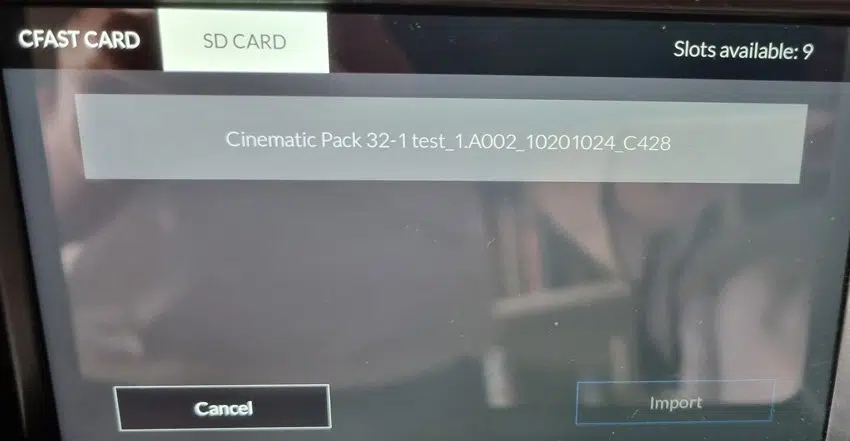 CFAST CARD SD CARD Slots available: 9
Cinematic Pack 32-1 test_1.A002_10201024_C428
Cancel Import